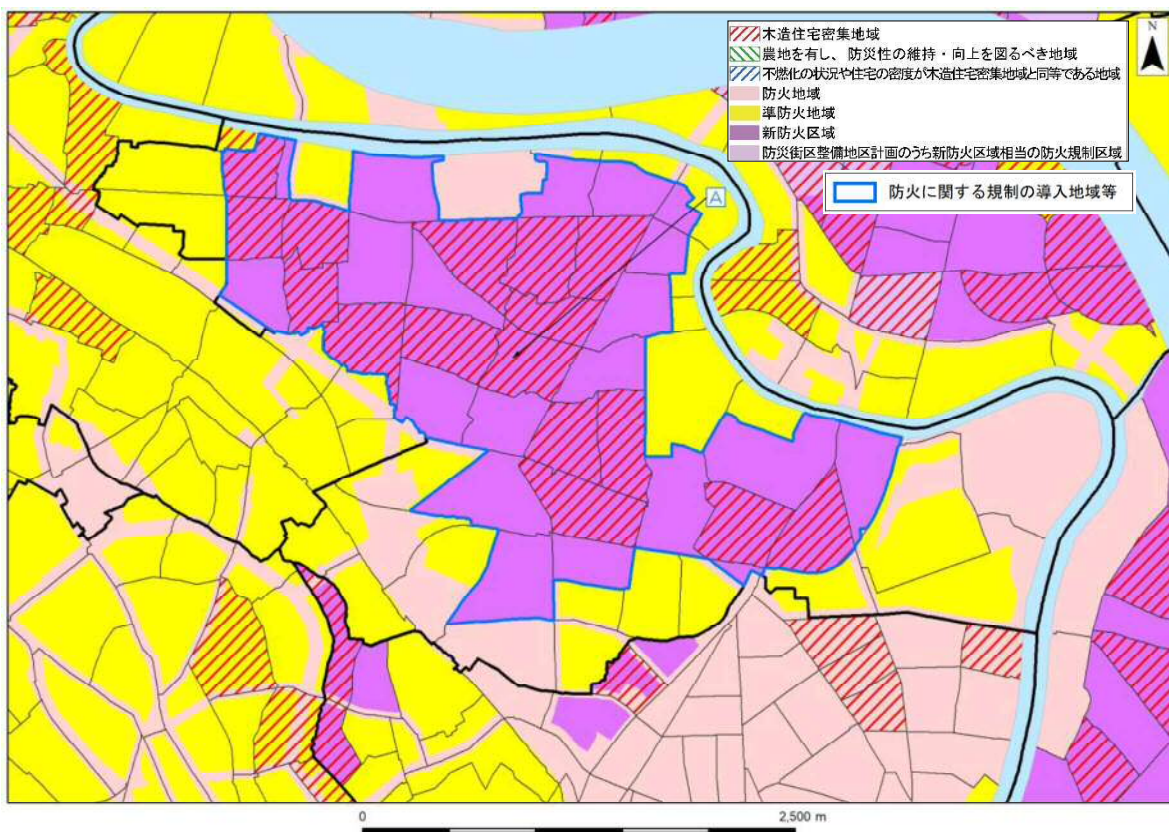 木造住宅密集地域
農地を有し、防災性の維持・向上を図るべき地域
不燃化の状況や住宅の密度が木造住宅密集地域と同等である地域
防火地域
準防火地域
新防火区域
防災街区整備地区計画のうち新防火区域相当の防火規制区域
N
防火に関する規制の導入地域等
A
0 2,500 m